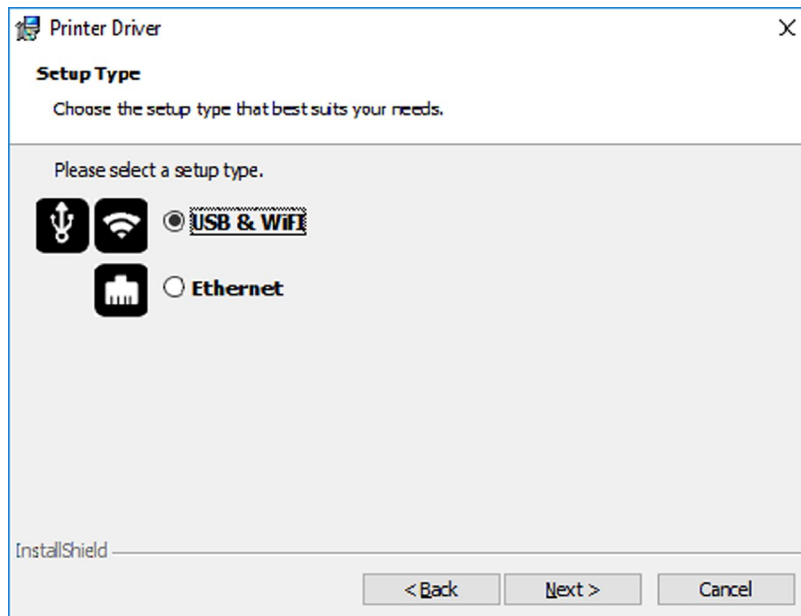 Printer Driver
Setup Type
Choose the setup type that best suits your needs.
Please select a setup type.
USB & WiFI
Ethernet
InstallShield
< Back
Next >
Cancel